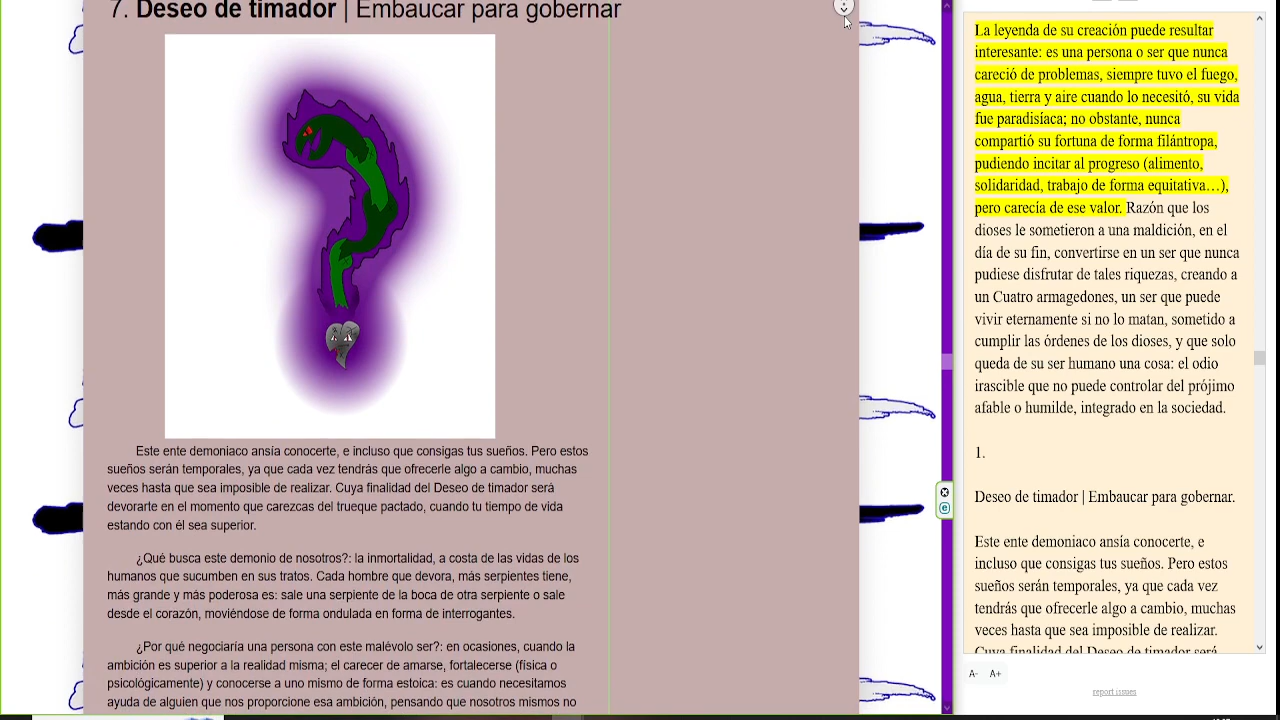 7. Deseo de timador | Embaucar para gobernar
Este ente demoniaco ansía conocerte, e incluso que consigas tus sueños. Pero estos
sueños serán temporales, ya que cada vez tendrás que ofrecerle algo a cambio, muchas
veces hasta que sea imposible de realizar. Cuya finalidad del Deseo de timador será
devorarte en el momento que carezcas del trueque pactado, cuando tu tiempo de vida
estando con él sea superior.
¿Qué busca este demonio de nosotros?: la inmortalidad, a costa de las vidas de los
humanos que sucumben en sus tratos. Cada hombre que devora, más serpientes tiene,
más grande y más poderosa es: sale una serpiente de la boca de otra serpiente o sale
desde el corazón, moviéndose de forma ondulada en forma de interrogantes.
¿Por qué negociaría una persona con este malévolo ser?: en ocasiones, cuando la
ambición es superior a la realidad misma; el carecer de amarse, fortalecerse (física o
psicológicamente) y conocerse a uno mismo de forma estoica: es cuando necesitamos
ayuda de alguien que nos proporcione esa ambición, pensando que nosotros mismos no
La leyenda de su creación puede resultar
interesante: es una persona o ser que nunca
careció de problemas, siempre tuvo el fuego,
agua, tierra y aire cuando lo necesitó, su vida
fue paradisíaca; no obstante, nunca
compartió su fortuna de forma filántropa,
pudiendo incitar al progreso (alimento,
solidaridad, trabajo de forma equitativa…),
pero carecía de ese valor. Razón que los
dioses le sometieron a una maldición, en el
día de su fin, convertirse en un ser que nunca
pudiese disfrutar de tales riquezas, creando a
un Cuatro armagedones, un ser que puede
vivir eternamente si no lo matan, sometido a
cumplir las órdenes de los dioses, y que solo
queda de su ser humano una cosa: el odio
irascible que no puede controlar del prójimo
afable o humilde, integrado en la sociedad.
1.
Deseo de timador | Embaucar para gobernar.
Este ente demoniaco ansía conocerte, e
incluso que consigas tus sueños. Pero estos
sueños serán temporales, ya que cada vez
tendrás que ofrecerle algo a cambio, muchas
veces hasta que sea imposible de realizar.
Cuya finalidad del Deseo de timador será
A- A+
report issues